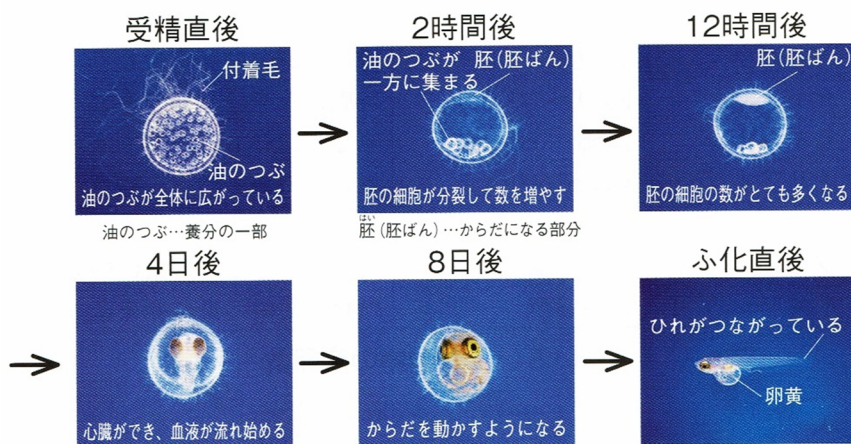 受精直後
付着毛
油のつぶ
油のつぶが全体に広がっている
油のつぶ…養分の一部
2時間後
油のつぶが
一方に集まる
胚(胚ばん)
胚の細胞が分裂して数を増やす
はい
胚(胚ばん)…からだになる部分
12時間後
胚(胚ばん)
胚の細胞の数がとても多くなる
4日後
心臓ができ、血液が流れ始める
8日後
からだを動かすようになる
ふ化直後
ひれがつながっている
卵黄